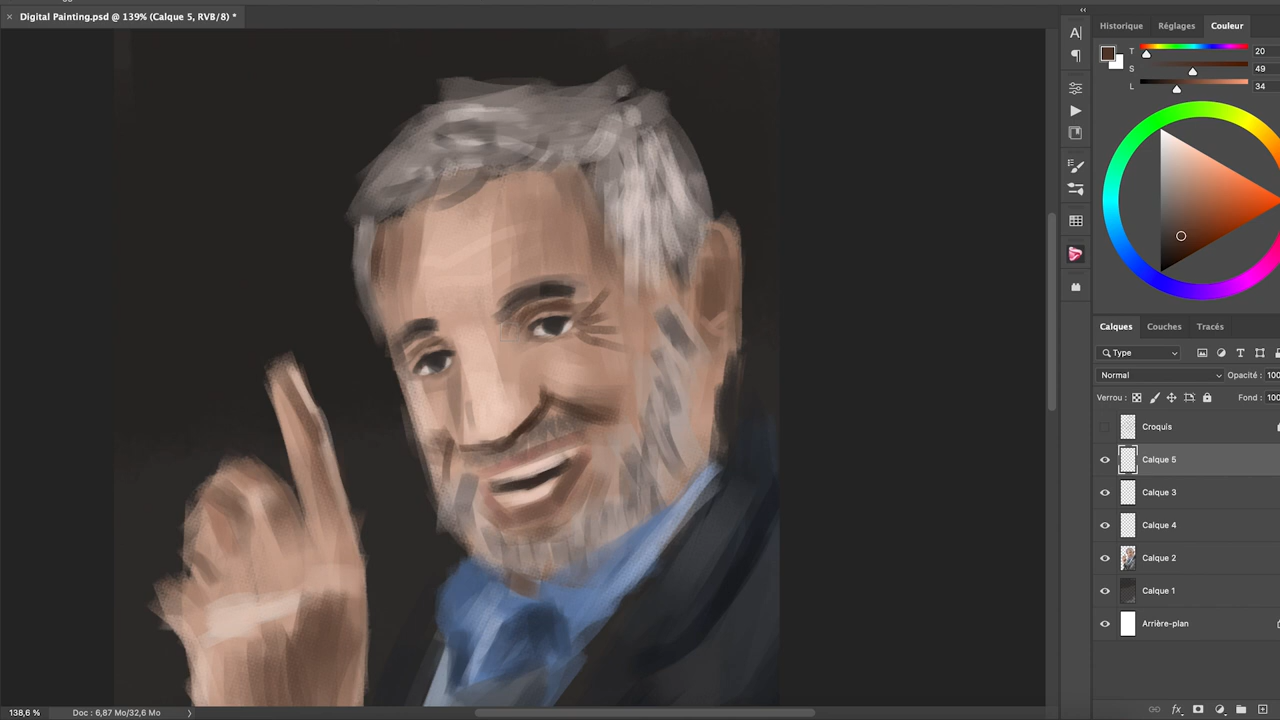 Digital Painting.psd @ 139% (Calque 5, RVB/8) *
Historique Réglages Couleur
T 20
S 49
L 34
Calques Couches Tracés
Type
Normal Opacité : 100
Verrou : Fond : 100
Croquis
Calque 5
Calque 3
Calque 4
Calque 2
Calque 1
Arrière-plan
138,6 % Doc : 6,87 Mo/32,6 Mo